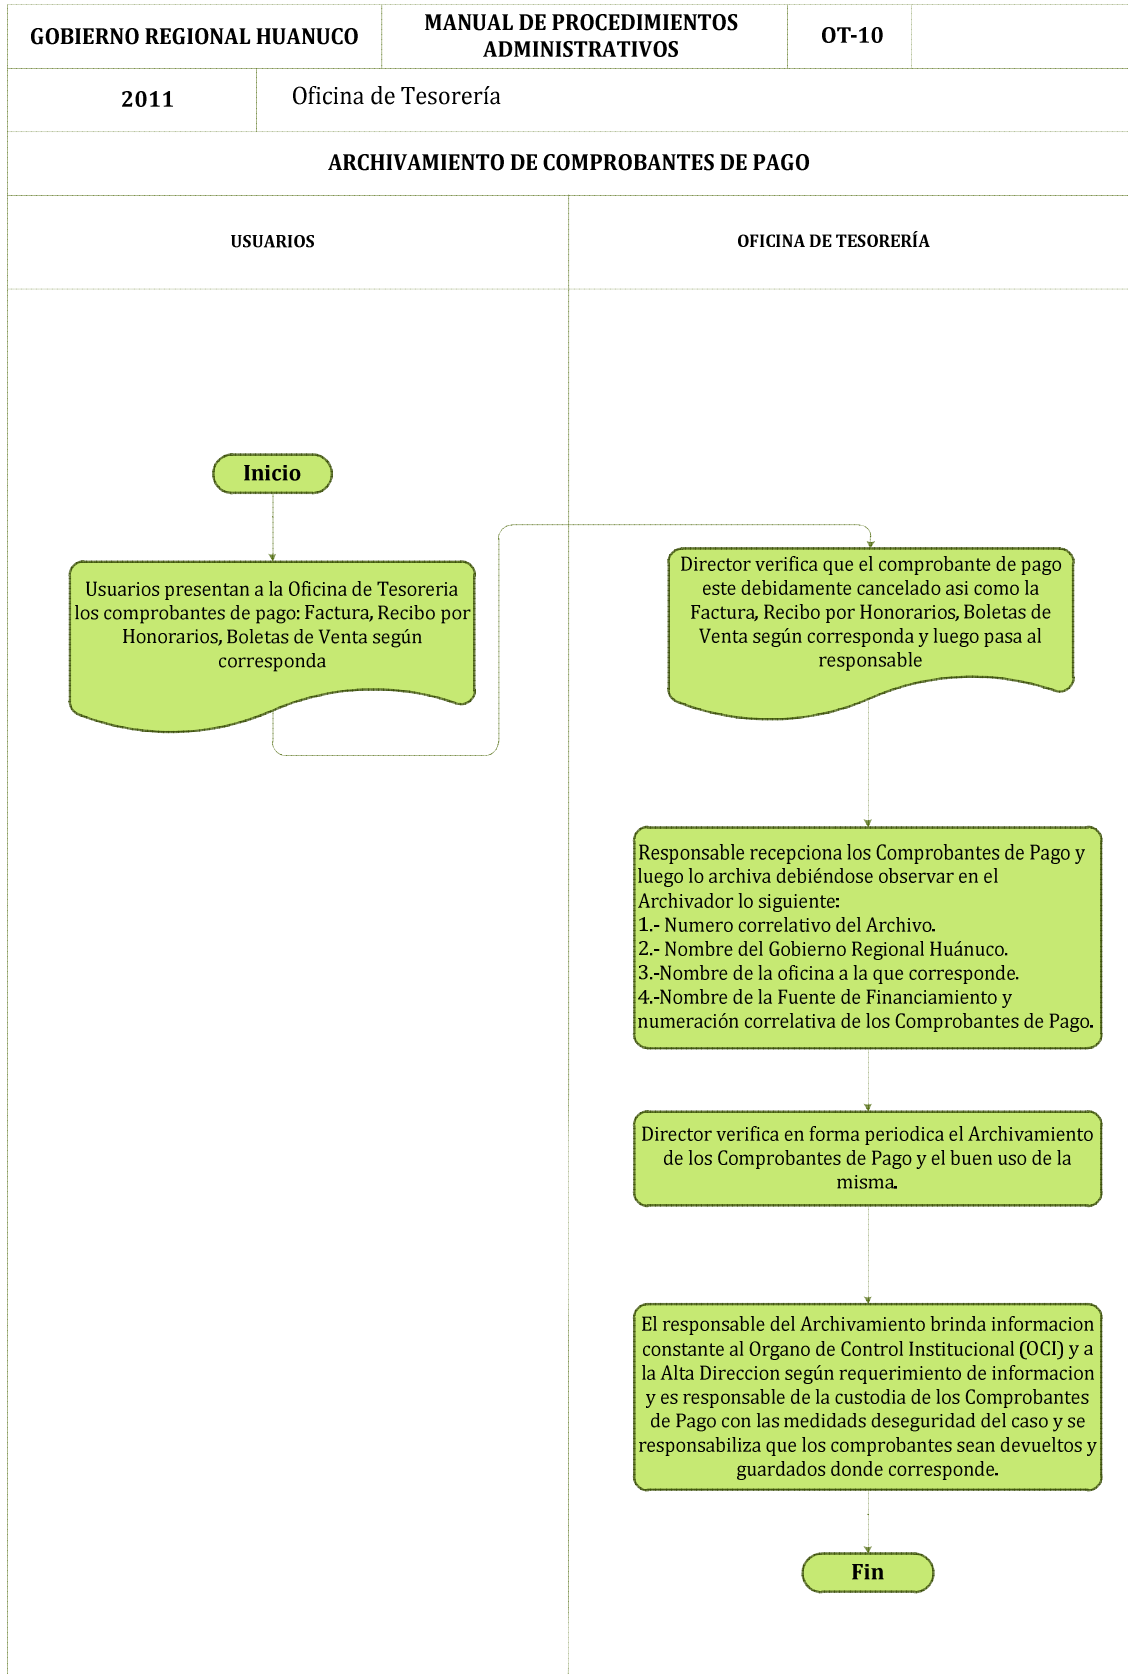 GOBIERNO REGIONAL HUANUCO
MANUAL DE PROCEDIMIENTOS
ADMINISTRATIVOS
OT-10
2011
Oficina de Tesorería
ARCHIVAMIENTO DE COMPROBANTES DE PAGO
USUARIOS
OFICINA DE TESORERÍA
Inicio
Usuarios presentan a la Oficina de Tesoreria
los comprobantes de pago: Factura, Recibo por
Honorarios, Boletas de Venta según
corresponda
Director verifica que el comprobante de pago
este debidamente cancelado asi como la
Factura, Recibo por Honorarios, Boletas de
Venta según corresponda y luego pasa al
responsable
Responsable recepciona los Comprobantes de Pago y
luego lo archiva debiéndose observar en el
Archivador lo siguiente:
1.- Numero correlativo del Archivo.
2.- Nombre del Gobierno Regional Huánuco.
3.-Nombre de la oficina a la que corresponde.
4.-Nombre de la Fuente de Financiamiento y
numeración correlativa de los Comprobantes de Pago.
Director verifica en forma periodica el Archivamiento
de los Comprobantes de Pago y el buen uso de la
misma.
El responsable del Archivamiento brinda informacion
constante al Organo de Control Institucional (OCI) y a
la Alta Direccion según requerimiento de informacion
y es responsable de la custodia de los Comprobantes
de Pago con las medidads deseguridad del caso y se
responsabiliza que los comprobantes sean devueltos y
guardados donde corresponde.
Fin